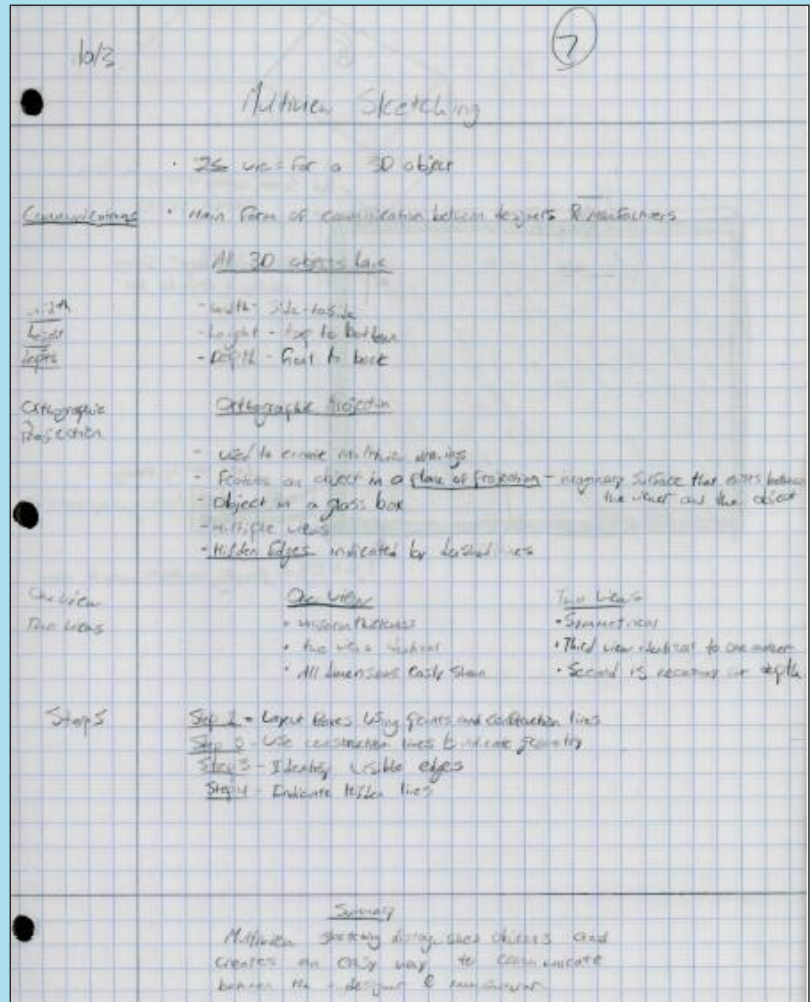 10/3
7
Multiview Sketching
• 2≤ views for a 3D object
Communications • Main form of communication between designers & manufacturers
All 3D objects have
width - width - side-to side
height - height - top to bottom
depth - Depth - front to back
Orthographic Orthographic Projection
Projection
- used to create multiview drawings
- Features an object in a plane of projection - imaginary surface that exists between
the viewer and the object
- Object in a glass box
- Multiple views
- Hidden Edges indicated by dashed lines
One view One View Two Views
Two views • uniform thickness • Symmetrical
• two views identical • Third view identical to one another
• All dimensions easily shown • Second is necessary for depth
Steps Step 1 - Layout Boxes Using points and construction lines
Step 2 - Use construction lines to indicate geometry
Step 3 - Identify visible edges
Step 4 - Indicate Hidden lines
Summary
Multiview sketching and
creates an easy way to communicate
between the designer &